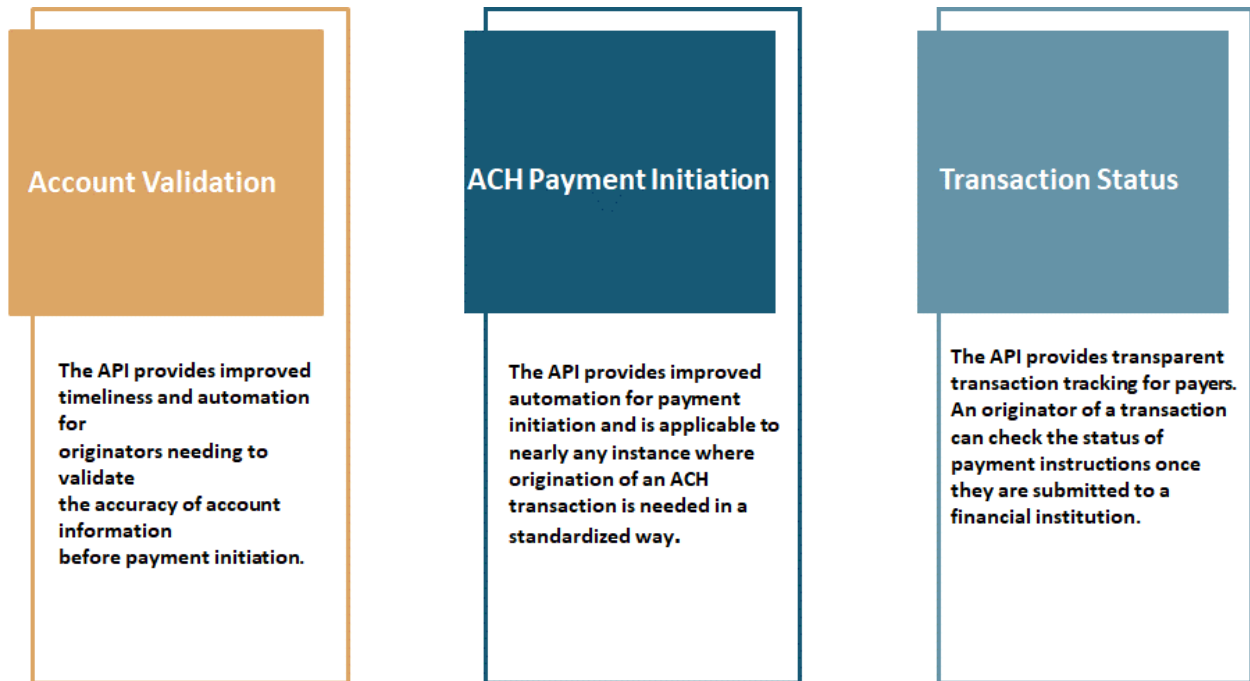 Account Validation
The API provides improved
timeliness and automation
for
originators needing to
validate
the accuracy of account
information
before payment initiation.
ACH Payment Initiation
The API provides improved
automation for payment
initiation and is applicable to
nearly any instance where
origination of an ACH
transaction is needed in a
standardized way.
Transaction Status
The API provides transparent
transaction tracking for payers.
An originator of a transaction
can check the status of
payment instructions once
they are submitted to a
financial institution.